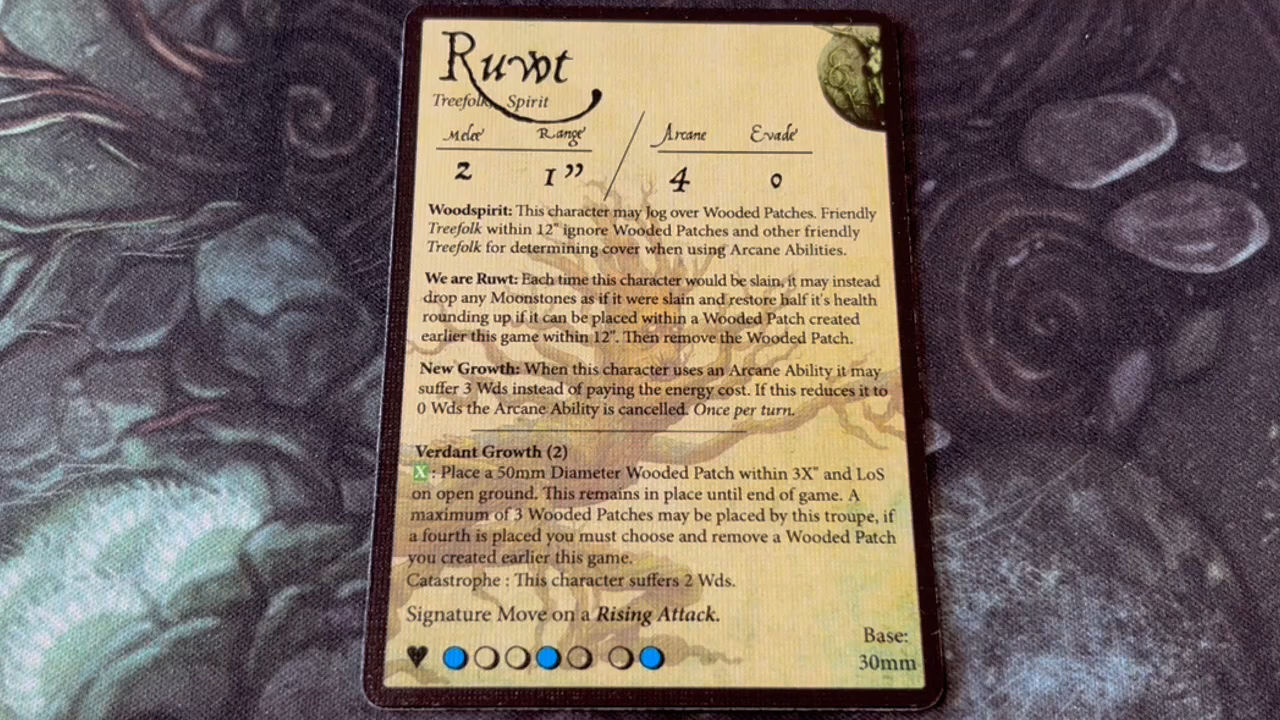 Ruwt
Treefolk, Spirit
Melee Range Arcane Evade
2 1” 4 0
Woodspirit: This character may Jog over Wooded Patches. Friendly
Treefolk within 12" ignore Wooded Patches and other friendly
Treefolk for determining cover when using Arcane Abilities.
We are Ruwt: Each time this character would be slain, it may instead
drop any Moonstones as if it were slain and restore half it's health
rounding up if it can be placed within a Wooded Patch created
earlier this game within 12". Then remove the Wooded Patch.
New Growth: When this character uses an Arcane Ability it may
suffer 3 Wds instead of paying the energy cost. If this reduces it to
0 Wds the Arcane Ability is cancelled. Once per turn.
Verdant Growth (2)
X : Place a 50mm Diameter Wooded Patch within 3X" and LoS
on open ground. This remains in place until end of game. A
maximum of 3 Wooded Patches may be placed by this troupe, if
a fourth is placed you must choose and remove a Wooded Patch
you created earlier this game.
Catastrophe : This character suffers 2 Wds.
Signature Move on a Rising Attack.
Base:
30mm